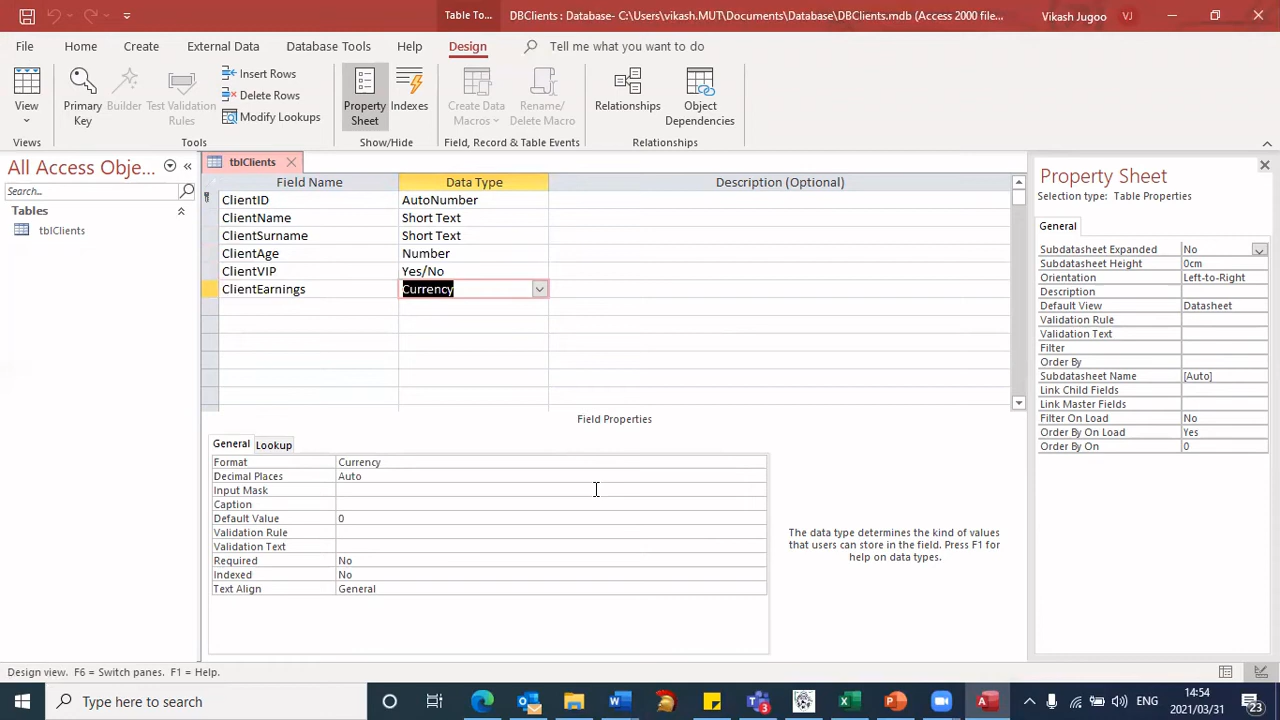 Table To...
DBClients : Database- C:\Users\vikash.MUT\Documents\Database\DBClients.mdb (Access 2000 file...
Vikash Jugoo
VJ
File
Home
Create
External Data
Database Tools
Help
Design
Tell me what you want to do
View
Primary Key
Builder
Test Validation Rules
Insert Rows
Delete Rows
Modify Lookups
Property Sheet
Indexes
Create Data Macros
Rename/ Delete Macro
Relationships
Object Dependencies
Views
Tools
Show/Hide
Field, Record & Table Events
Relationships
All Access Obje...
Search...
Tables
tblClients
tblClients
Field Name
Data Type
Description (Optional)
ClientID
AutoNumber
ClientName
Short Text
ClientSurname
Short Text
ClientAge
Number
ClientVIP
Yes/No
ClientEarnings
Currency
Field Properties
General
Lookup
Format
Currency
Decimal Places
Auto
Input Mask
Caption
Default Value
0
Validation Rule
Validation Text
Required
No
Indexed
No
Text Align
General
The data type determines the kind of values
that users can store in the field. Press F1 for
help on data types.
Property Sheet
Selection type: Table Properties
General
Subdatasheet Expanded
No
Subdatasheet Height
0cm
Orientation
Left-to-Right
Description
Default View
Datasheet
Validation Rule
Validation Text
Filter
Order By
Subdatasheet Name
[Auto]
Link Child Fields
Link Master Fields
Filter On Load
No
Order By On Load
Yes
Order By On
0
Design view. F6 = Switch panes. F1 = Help.
Type here to search
3
ENG
14:54
2021/03/31
23